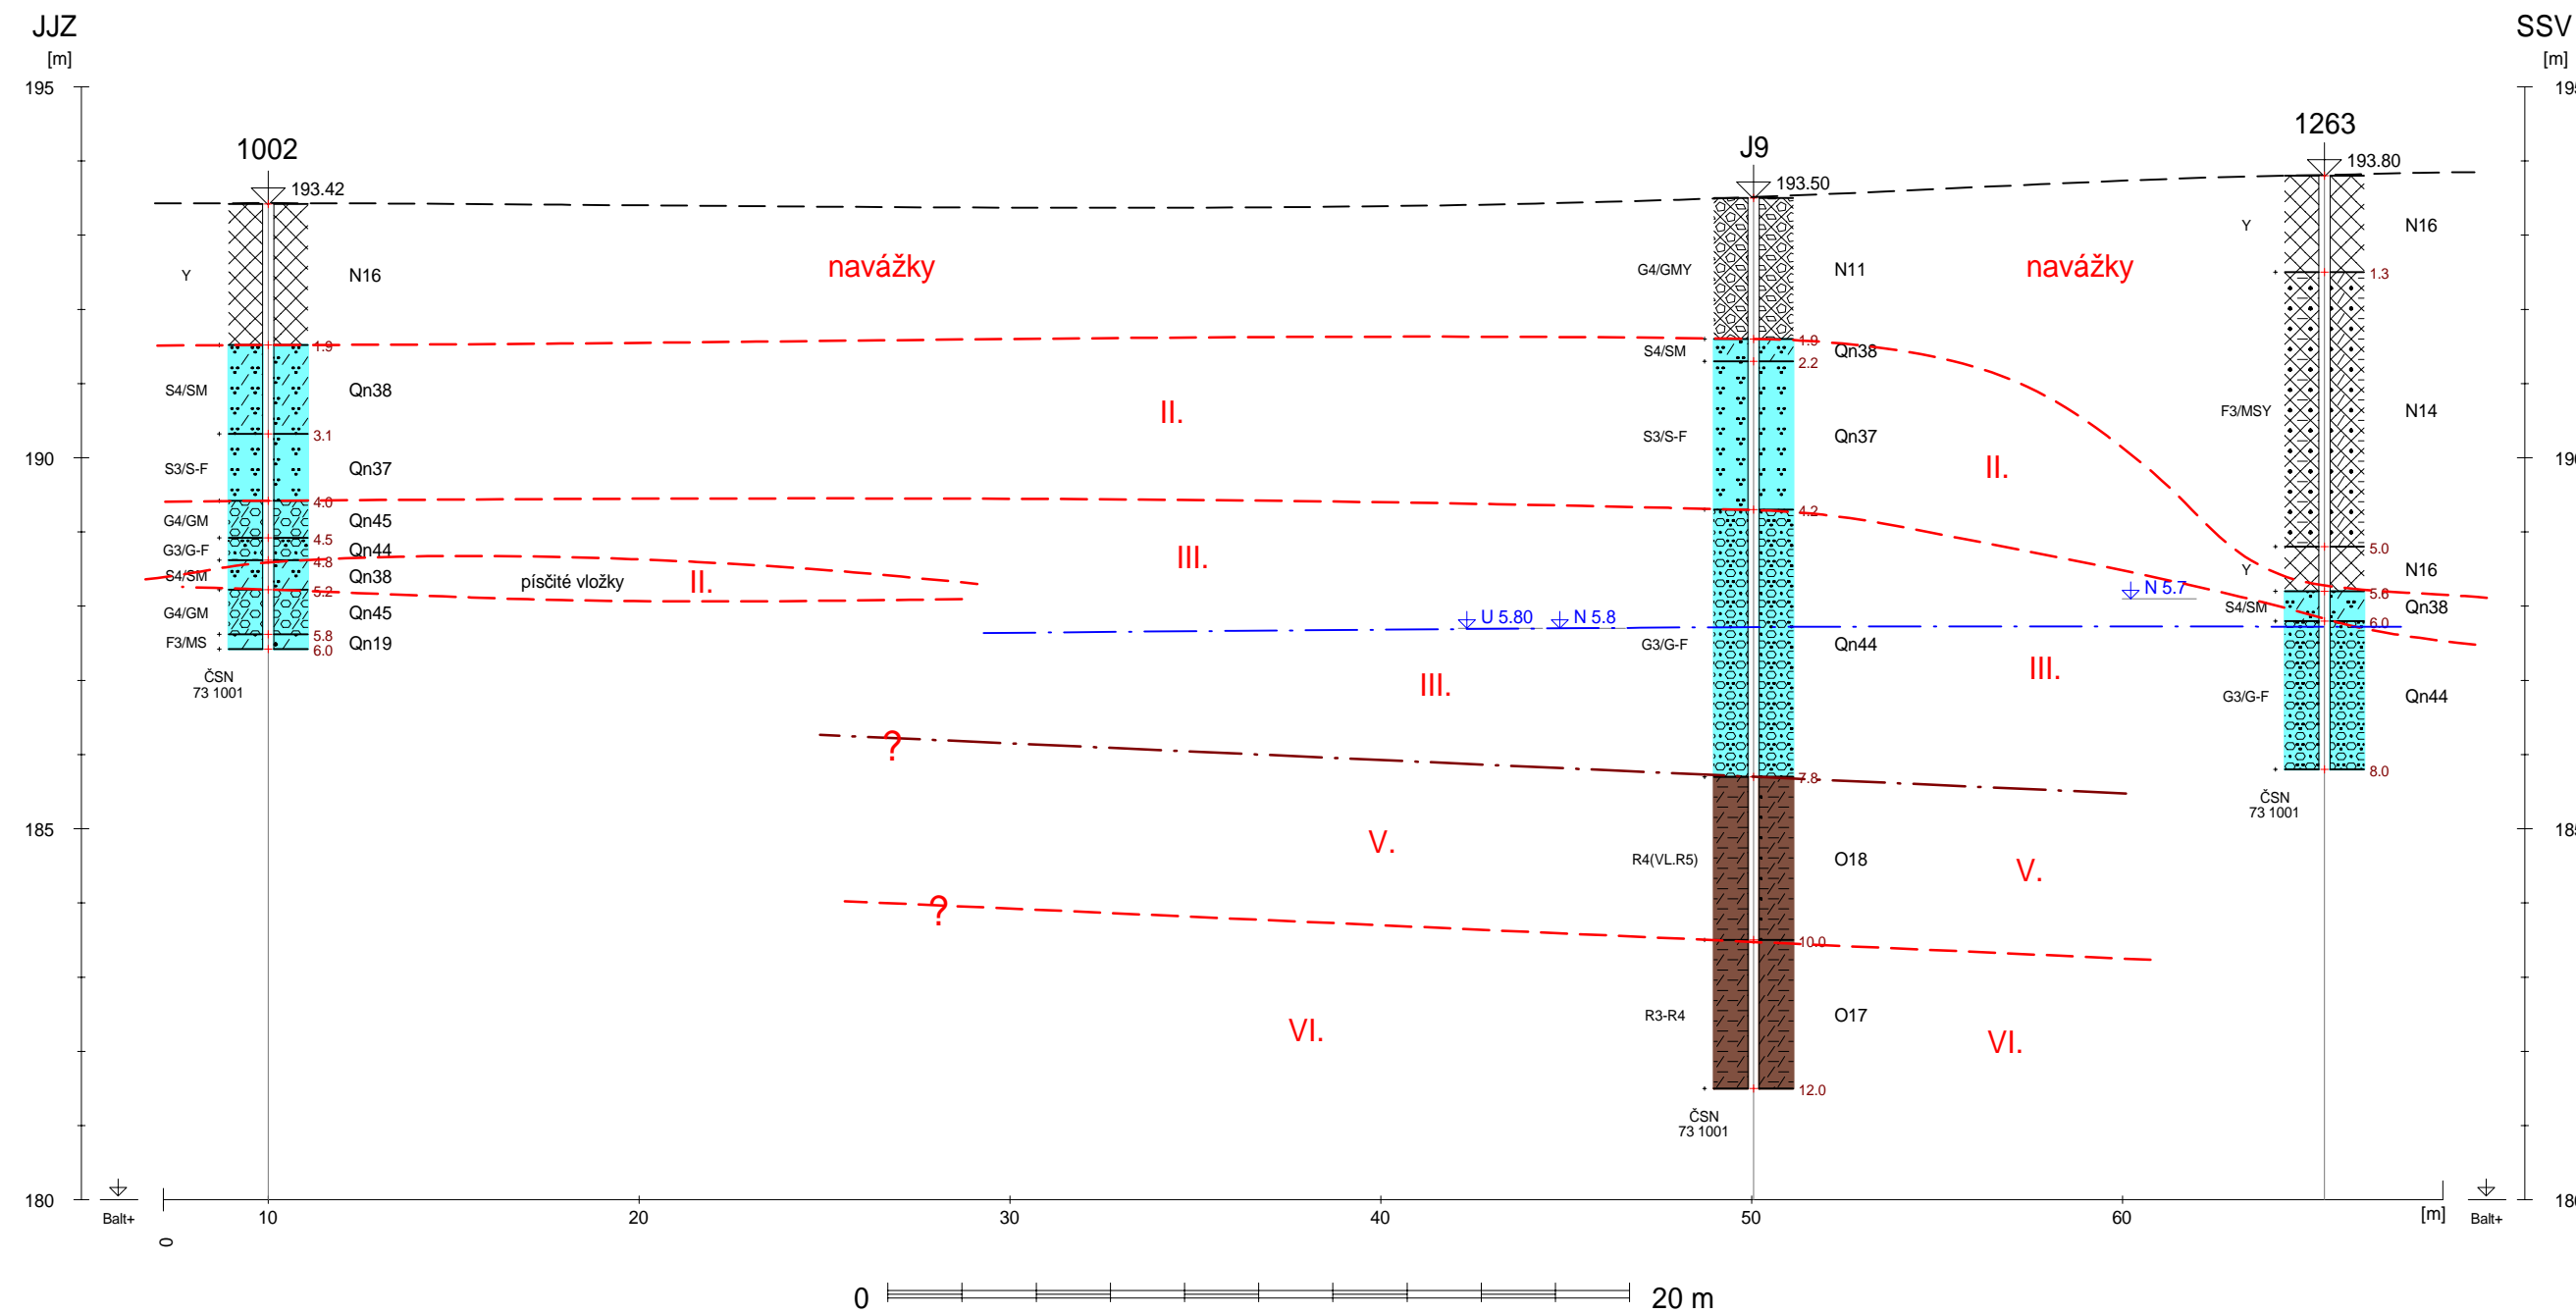 JJZ
[m]
SSV
[m]
195
190
185
180
Balt+
1002
193.42
Y
N16
1.9
S4/SM
Qn38
3.1
S3/S-F
Qn37
4.0
G4/GM
Qn45
4.5
G3/G-F
Qn44
4.8
S4/SM
Qn38
5.2
G4/GM
Qn45
5.8
F3/MS
Qn19
6.0
ČSN
73 1001
navážky
II.
III.
písčité vložky
II.
U 5.80
N 5.8
III.
?
V.
?
VI.
J9
193.50
G4/GMY
N11
1.9
S4/SM
Qn38
2.2
S3/S-F
Qn37
4.2
G3/G-F
Qn44
7.8
R4(VL.R5)
O18
10.0
R3-R4
O17
12.0
ČSN
73 1001
navážky
II.
N 5.7
III.
V.
VI.
1263
193.80
Y
N16
1.3
F3/MSY
N14
5.0
Y
N16
5.6
S4/SM
Qn38
6.0
G3/G-F
Qn44
8.0
ČSN
73 1001
Balt+
0
10
20
30
40
50
60
[m]
0
20 m